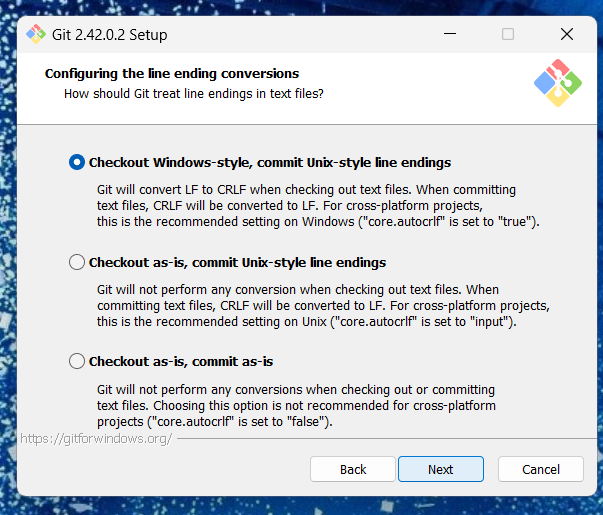 Git 2.42.0.2 Setup
Configuring the line ending conversions
How should Git treat line endings in text files?
Checkout Windows-style, commit Unix-style line endings
Git will convert LF to CRLF when checking out text files. When committing
text files, CRLF will be converted to LF. For cross-platform projects,
this is the recommended setting on Windows ("core.autocrlf" is set to "true").
Checkout as-is, commit Unix-style line endings
Git will not perform any conversion when checking out text files. When
committing text files, CRLF will be converted to LF. For cross-platform projects,
this is the recommended setting on Unix ("core.autocrlf" is set to "input").
Checkout as-is, commit as-is
Git will not perform any conversions when checking out or committing
text files. Choosing this option is not recommended for cross-platform
projects ("core.autocrlf" is set to "false").
https://gitforwindows.org/
Back Next Cancel